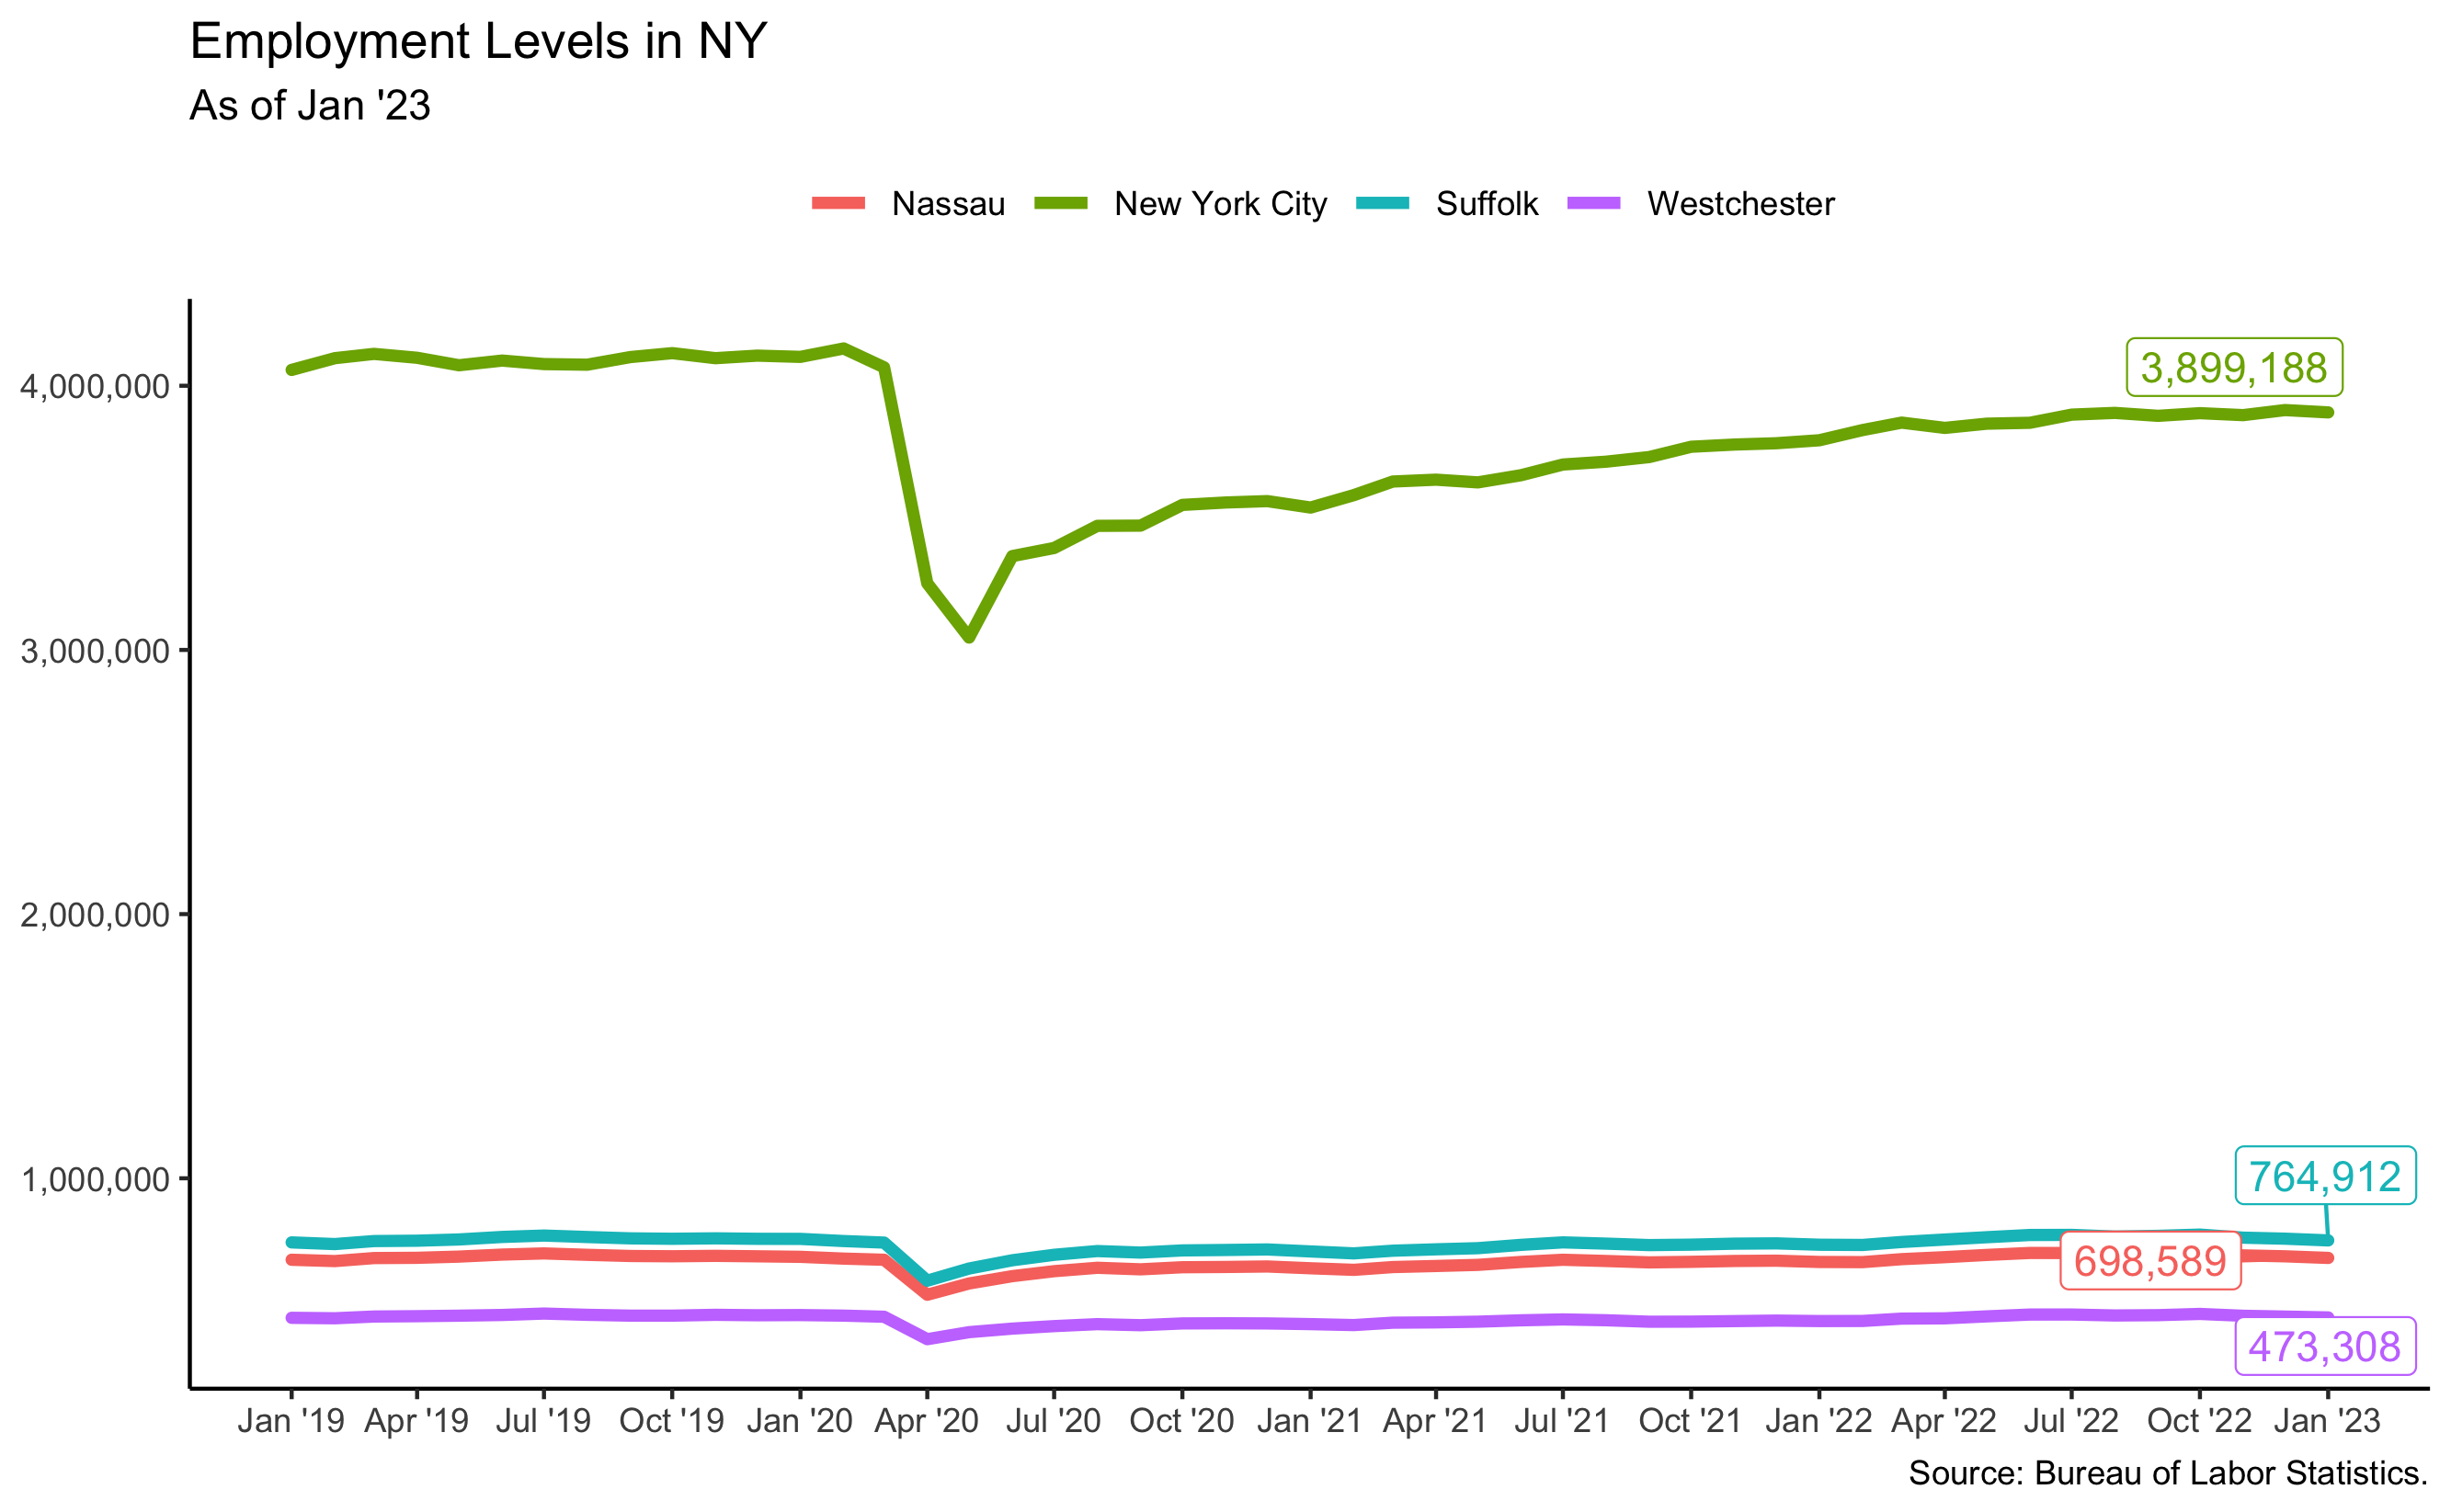 Employment Levels in NY
As of Jan '23
Nassau New York City Suffolk Westchester
4,000,000
3,000,000
2,000,000
1,000,000
3,899,188
764,912
698,589
473,308
Jan '19 Apr '19 Jul '19 Oct '19 Jan '20 Apr '20 Jul '20 Oct '20 Jan '21 Apr '21 Jul '21 Oct '21 Jan '22 Apr '22 Jul '22 Oct '22 Jan '23
Source: Bureau of Labor Statistics.